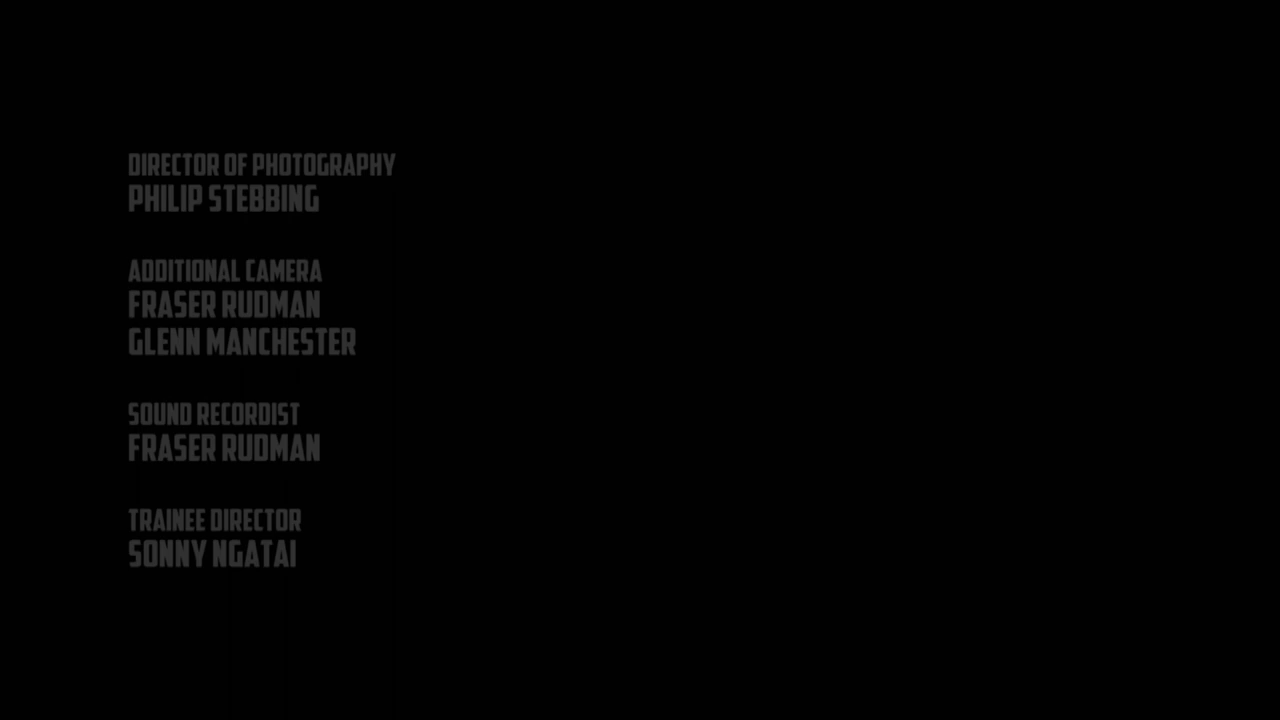 DIRECTOR OF PHOTOGRAPHY
PHILIP STEBBING
ADDITIONAL CAMERA
FRASER RUDMAN
GLENN MANCHESTER
SOUND RECORDIST
FRASER RUDMAN
TRAINEE DIRECTOR
SONNY NGATAI